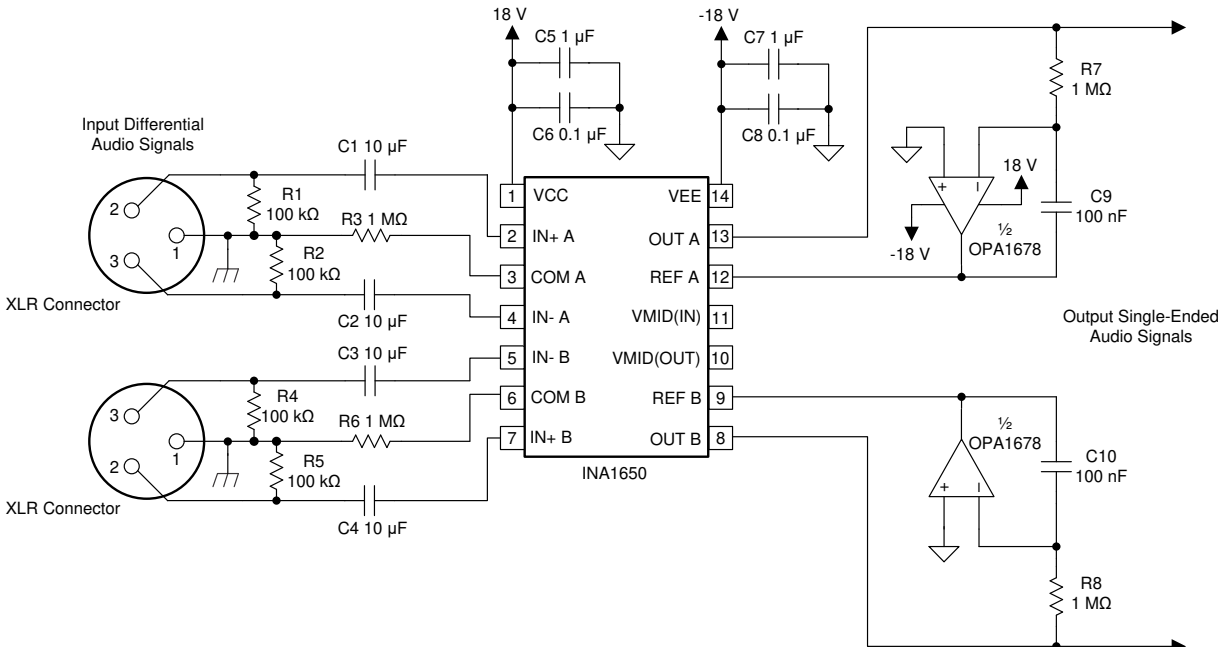 18 V
C5 1 µF
C6 0.1 µF
-18 V
C7 1 µF
C8 0.1 µF
R7
1 MΩ
Input Differential
Audio Signals
C1 10 µF
2
1
3
R1
100 kΩ
R3 1 MΩ
R2
100 kΩ
XLR Connector
C2 10 µF
1
VCC
2
IN+ A
3
COM A
4
IN- A
5
IN- B
6
COM B
7
IN+ B
VEE
14
OUT A
13
REF A
12
VMID(IN)
11
VMID(OUT)
10
REF B
9
OUT B
8
INA1650
+
–
18 V
-18 V
½
OPA1678
C9
100 nF
Output Single-Ended
Audio Signals
C3 10 µF
3
1
2
R4
100 kΩ
R6 1 MΩ
R5
100 kΩ
XLR Connector
C4 10 µF
½
OPA1678
+
–
C10
100 nF
R8
1 MΩ